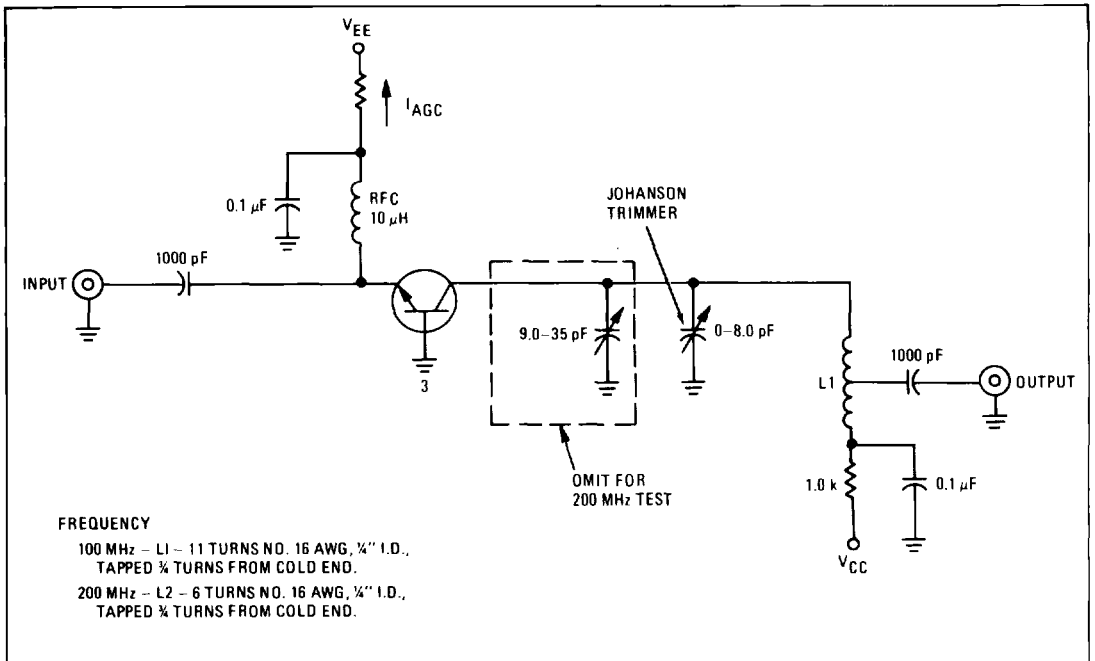 VEE
IAGC
0.1 µF
RFC
10 µH
JOHANSON
TRIMMER
1000 pF
INPUT
9.0–35 pF
0–8.0 pF
3
1000 pF
L1
OUTPUT
OMIT FOR
200 MHz TEST
1.0 k
0.1 µF
VCC
FREQUENCY
100 MHz – L1 – 11 TURNS NO. 16 AWG, ¼" I.D.,
TAPPED ¾ TURNS FROM COLD END.
200 MHz – L2 – 6 TURNS NO. 16 AWG, ¼" I.D.,
TAPPED ¾ TURNS FROM COLD END.